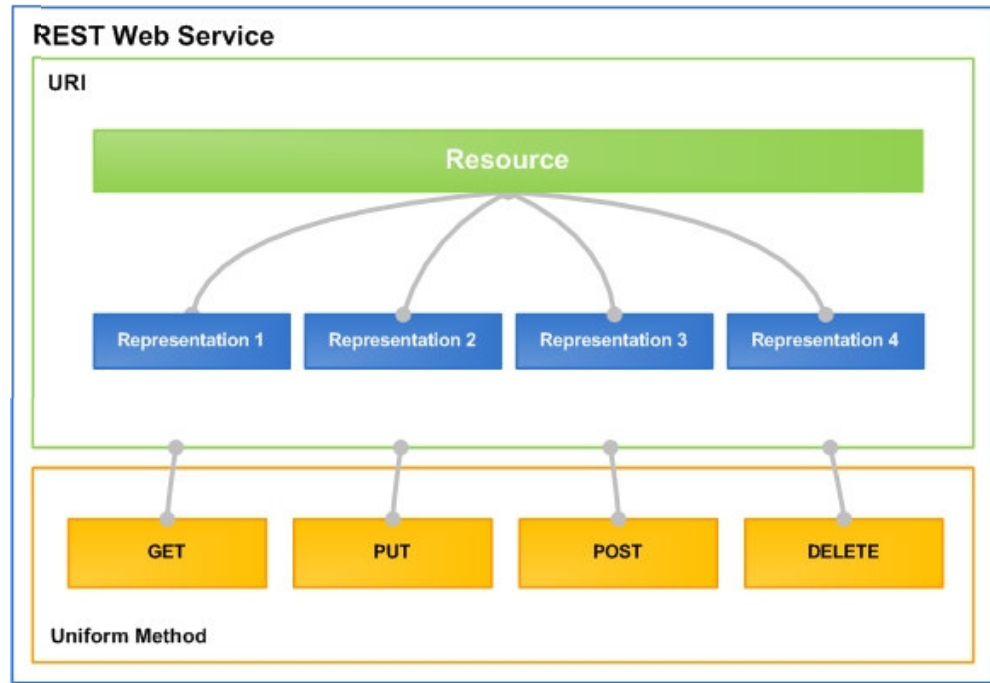 REST Web Service
URI
Resource
Representation 1
Representation 2
Representation 3
Representation 4
GET
PUT
POST
DELETE
Uniform Method